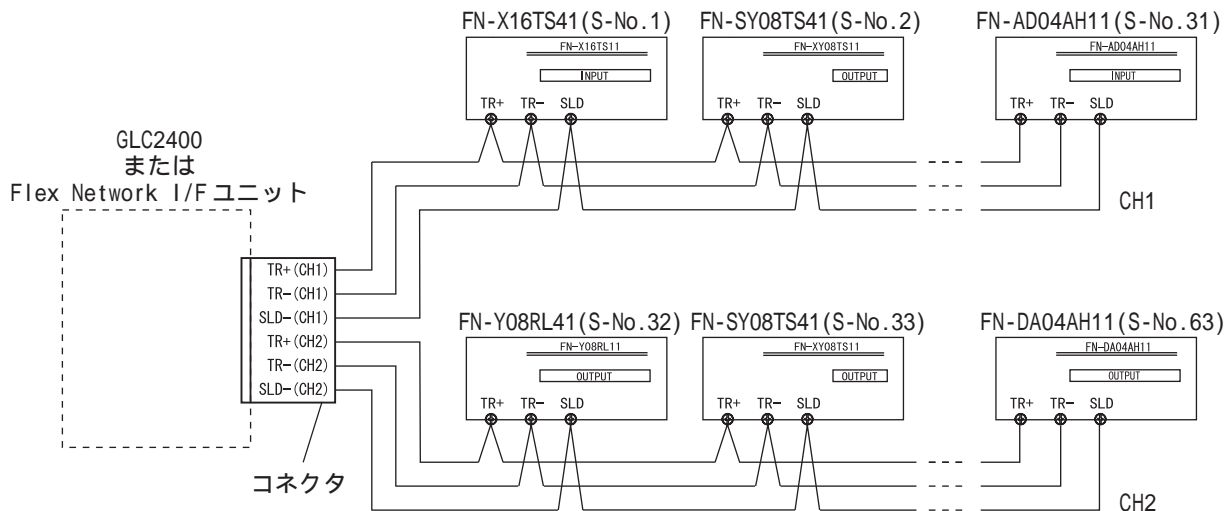 FN-X16TS41(S-No.1)
FN-SY08TS41(S-No.2)
FN-AD04AH11(S-No.31)
FN-X16TS11
INPUT
TR+ TR- SLD
FN-XY08TS11
OUTPUT
TR+ TR- SLD
FN-AD04AH11
INPUT
TR+ TR- SLD
GLC2400
または
Flex Network I/Fユニット
CH1
TR+(CH1)
TR-(CH1)
SLD-(CH1)
TR+(CH2)
TR-(CH2)
SLD-(CH2)
コネクタ
FN-Y08RL41(S-No.32)
FN-SY08TS41(S-No.33)
FN-DA04AH11(S-No.63)
FN-Y08RL11
OUTPUT
TR+ TR- SLD
FN-XY08TS11
OUTPUT
TR+ TR- SLD
FN-DA04AH11
OUTPUT
TR+ TR- SLD
CH2